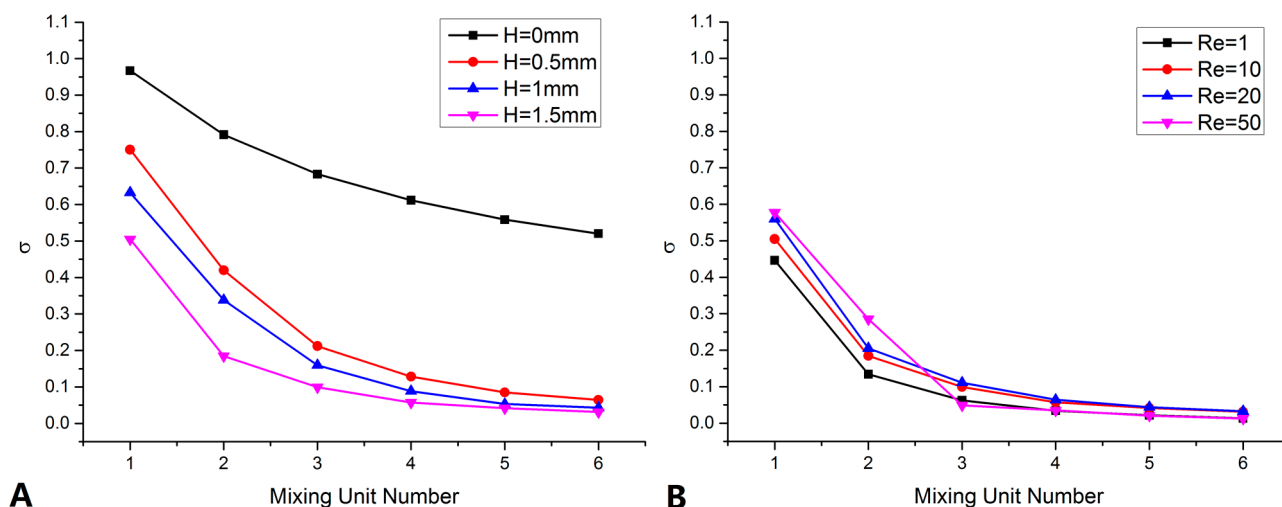 1.1
1.0
0.9
0.8
0.7
0.6
0.5
0.4
0.3
0.2
0.1
0.0
σ
H=0mm
H=0.5mm
H=1mm
H=1.5mm
1 2 3 4 5 6
Mixing Unit Number
A
1.1
1.0
0.9
0.8
0.7
0.6
0.5
0.4
0.3
0.2
0.1
0.0
σ
Re=1
Re=10
Re=20
Re=50
1 2 3 4 5 6
Mixing Unit Number
B